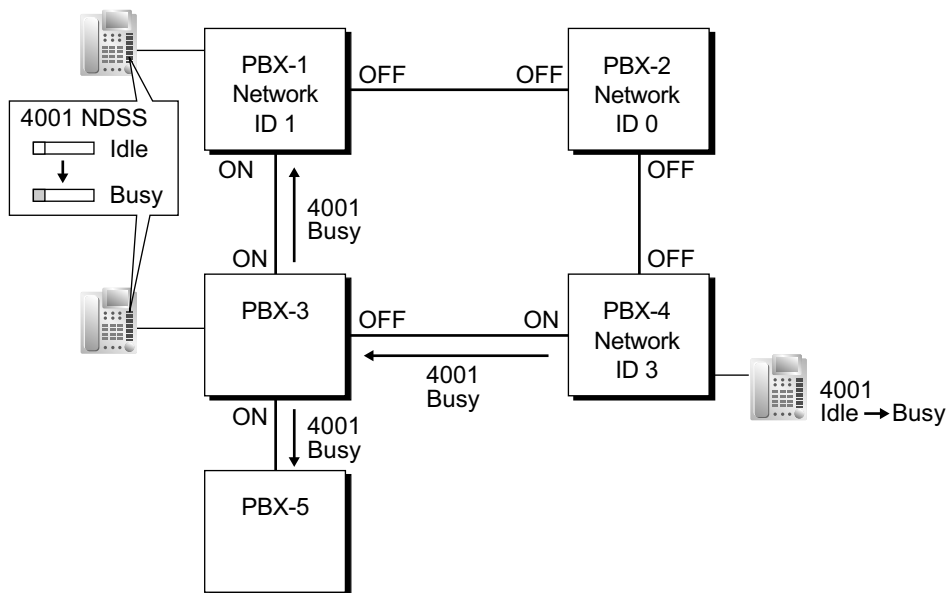 PBX-1
Network
ID 1
OFF
OFF
PBX-2
Network
ID 0
4001 NDSS
Idle
Busy
ON
OFF
4001
Busy
ON
OFF
PBX-3
OFF
ON
PBX-4
Network
ID 3
4001
Busy
4001
Idle → Busy
ON
4001
Busy
PBX-5